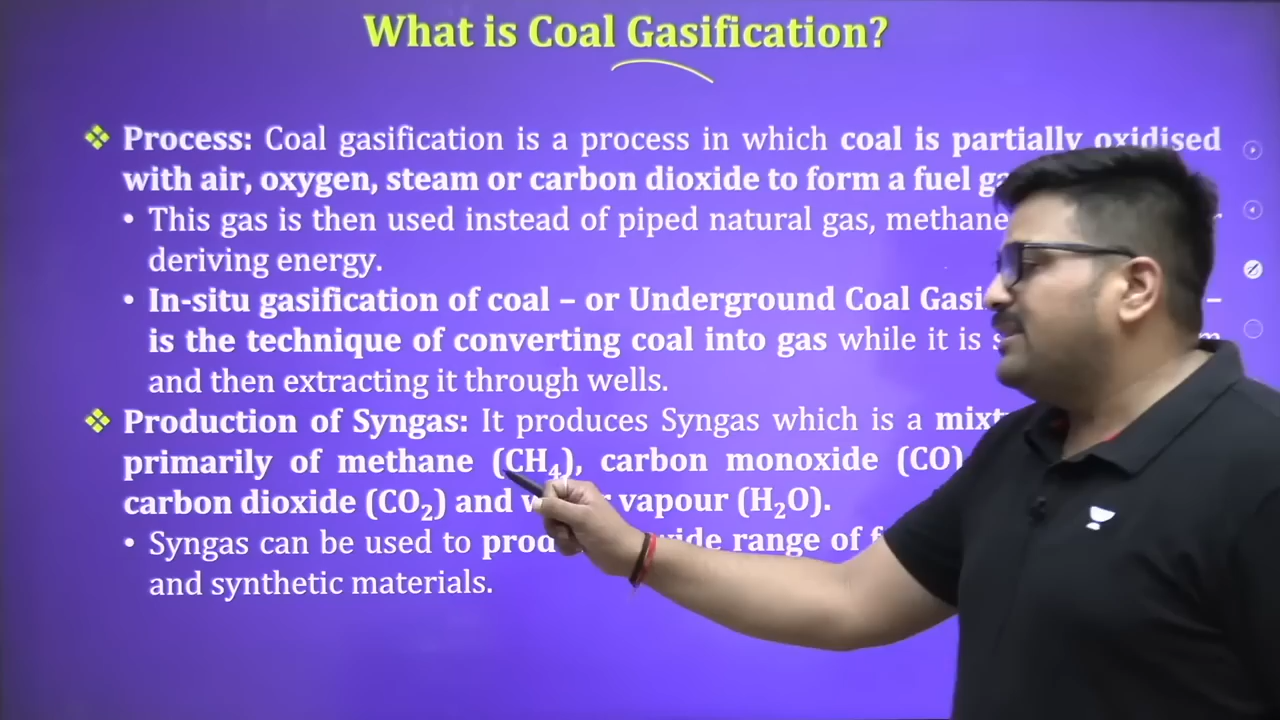 What is Coal Gasification?
❖ Process: Coal gasification is a process in which coal is partially oxidised
with air, oxygen, steam or carbon dioxide to form a fuel
• This gas is then used instead of piped natural gas, methane
deriving energy.
• In-situ gasification of coal – or Underground Coal –
is the technique of converting coal into gas while it is
and then extracting it through wells.
❖ Production of Syngas: It produces Syngas which is a
primarily of methane (CH₄), carbon monoxide (CO)
carbon dioxide (CO₂) and vapour (H₂O).
• Syngas can be used to range of
and synthetic materials.